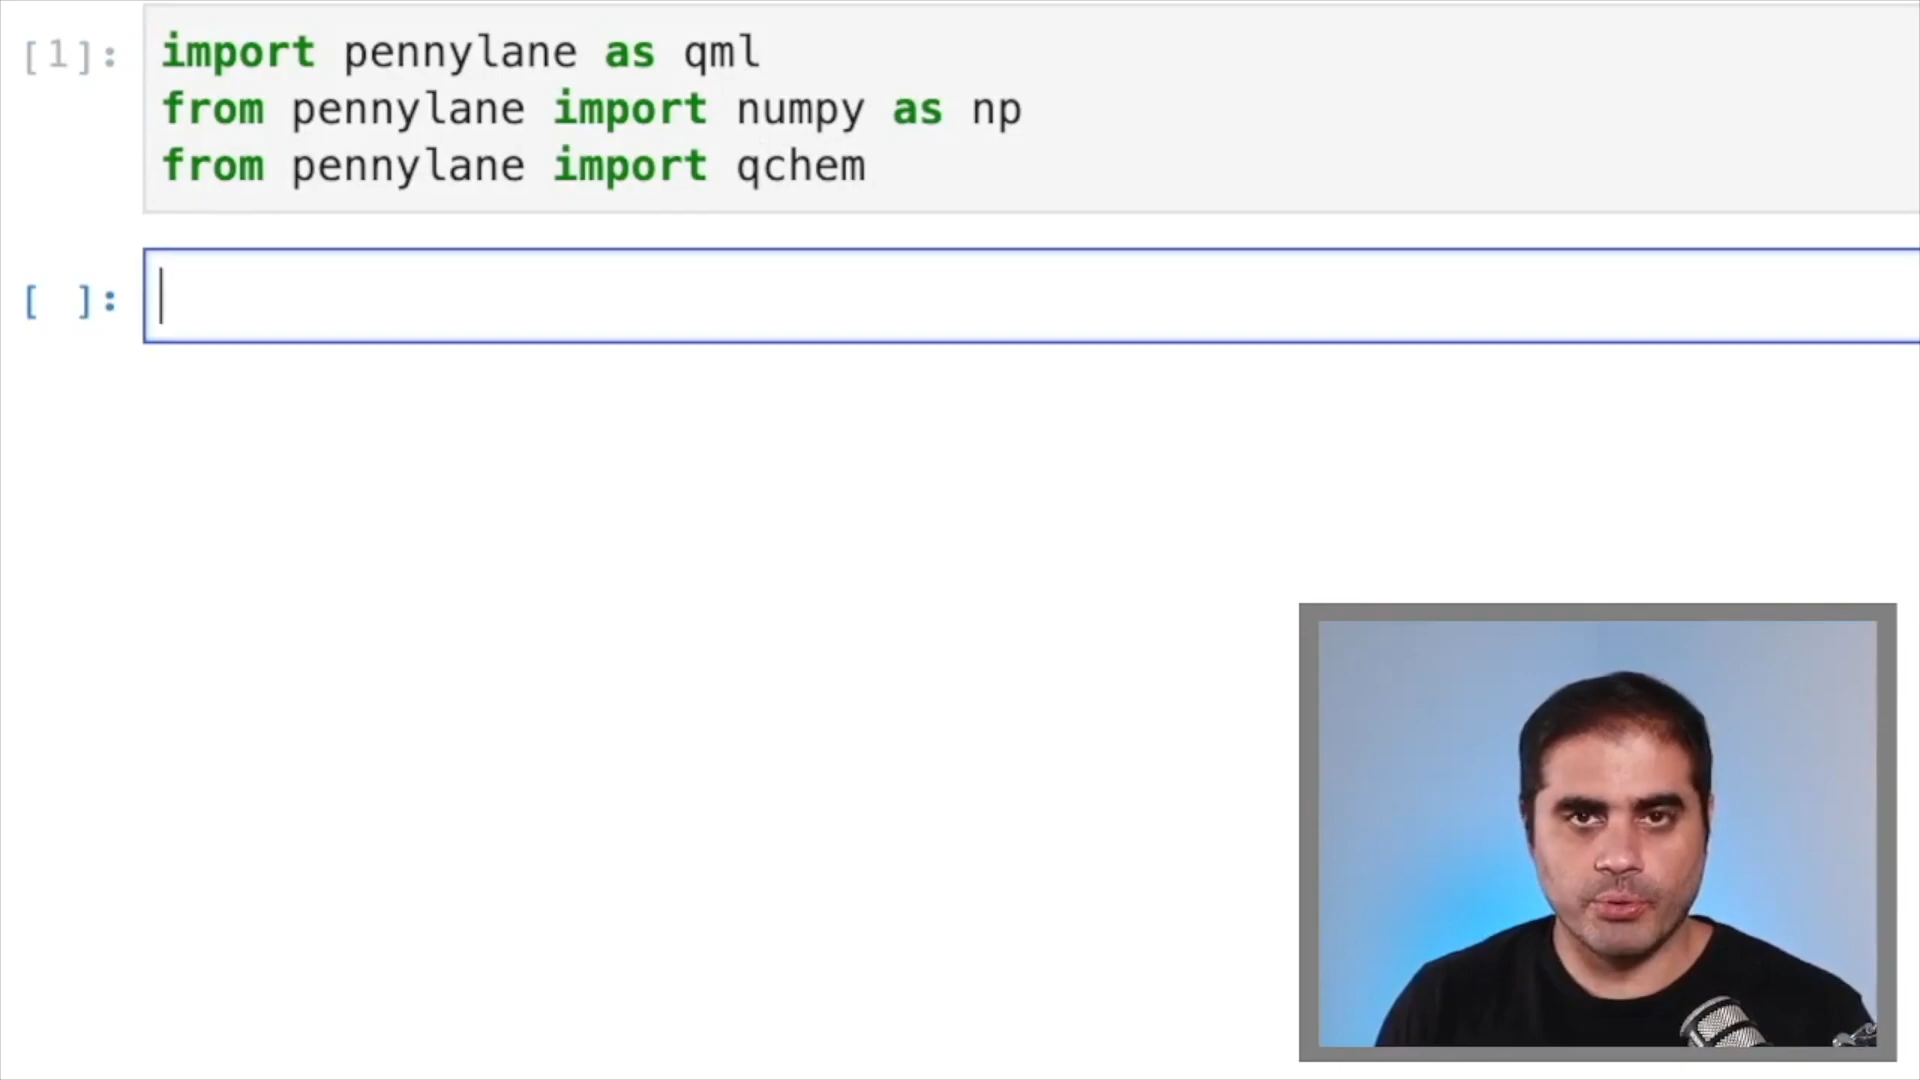 [1]: import pennylane as qml
from pennylane import numpy as np
from pennylane import qchem
[ ]: